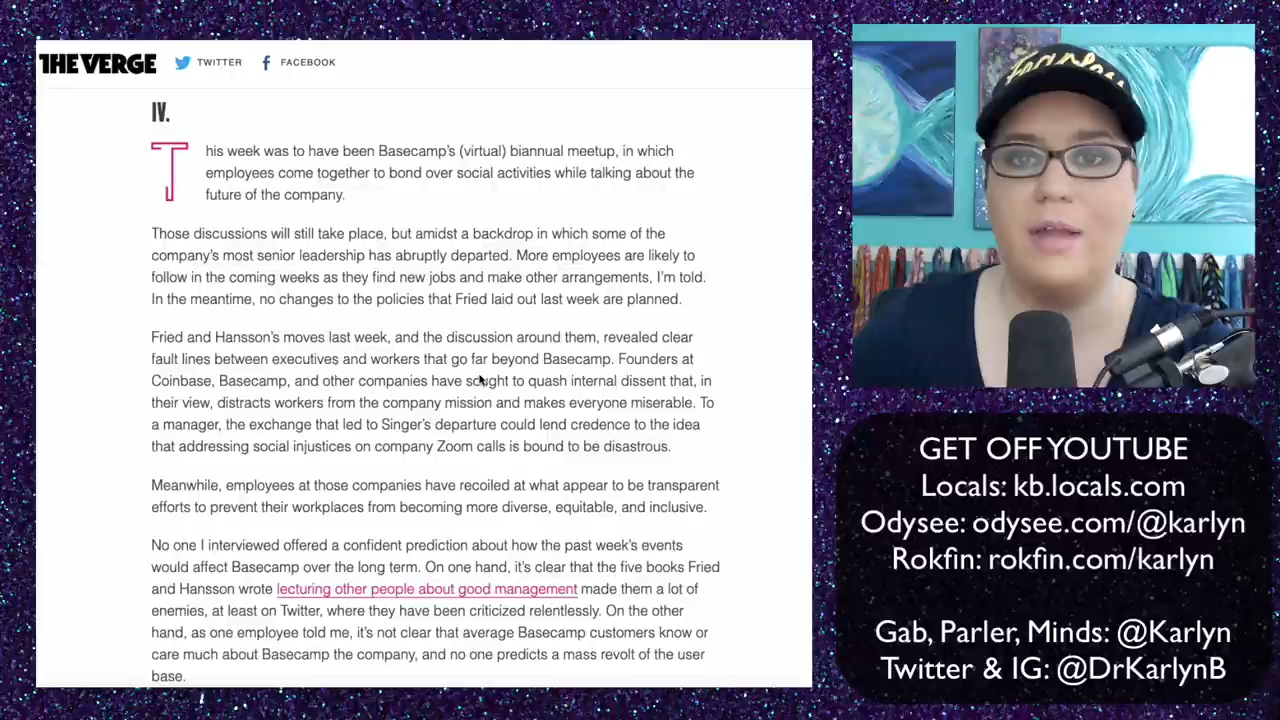 THE VERGE
TWITTER
FACEBOOK
IV.
This week was to have been Basecamp's (virtual) biannual meetup, in which
employees come together to bond over social activities while talking about the
future of the company.
Those discussions will still take place, but amidst a backdrop in which some of the
company's most senior leadership has abruptly departed. More employees are likely to
follow in the coming weeks as they find new jobs and make other arrangements, I'm told.
In the meantime, no changes to the policies that Fried laid out last week are planned.
Fried and Hansson's moves last week, and the discussion around them, revealed clear
fault lines between executives and workers that go far beyond Basecamp. Founders at
Coinbase, Basecamp, and other companies have sought to quash internal dissent that, in
their view, distracts workers from the company mission and makes everyone miserable. To
a manager, the exchange that led to Singer's departure could lend credence to the idea
that addressing social injustices on company Zoom calls is bound to be disastrous.
Meanwhile, employees at those companies have recoiled at what appear to be transparent
efforts to prevent their workplaces from becoming more diverse, equitable, and inclusive.
No one I interviewed offered a confident prediction about how the past week's events
would affect Basecamp over the long term. On one hand, it's clear that the five books Fried
and Hansson wrote lecturing other people about good management made them a lot of
enemies, at least on Twitter, where they have been criticized relentlessly. On the other
hand, as one employee told me, it's not clear that average Basecamp customers know or
care much about Basecamp the company, and no one predicts a mass revolt of the user
base.
Fearless
GET OFF YOUTUBE
Locals: kb.locals.com
Odysee: odysee.com/@karlyn
Rokfin: rokfin.com/karlyn
Gab, Parler, Minds: @Karlyn
Twitter & IG: @DrKarlynB